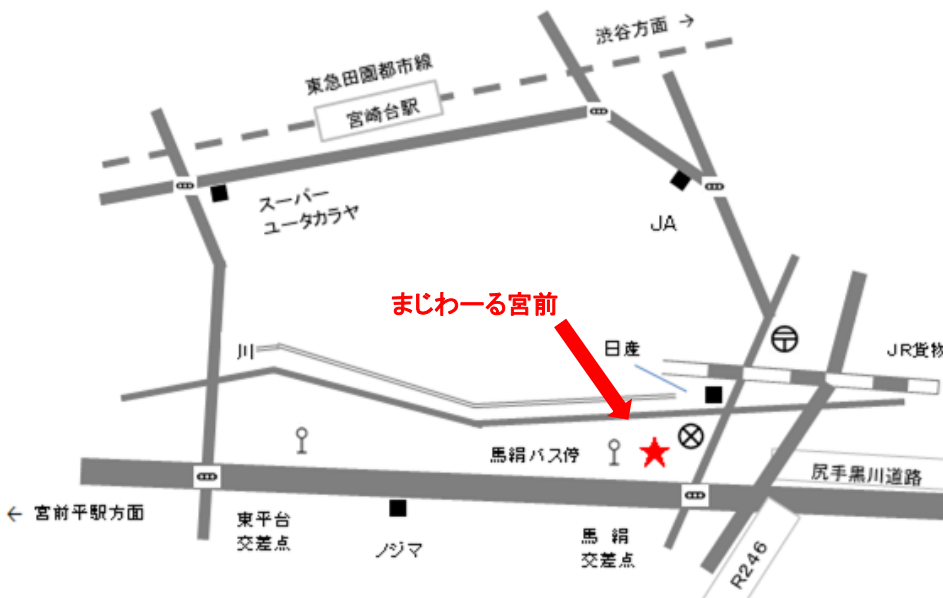 渋谷方面 →
東急田園都市線
宮崎台駅
スーパー
ユータカラヤ
JA
まじわーる宮前
川
日産
JR貨物
馬絹バス停
尻手黒川道路
← 宮前平駅方面
東平台
交差点
ノジマ
馬 絹
交差点
R246